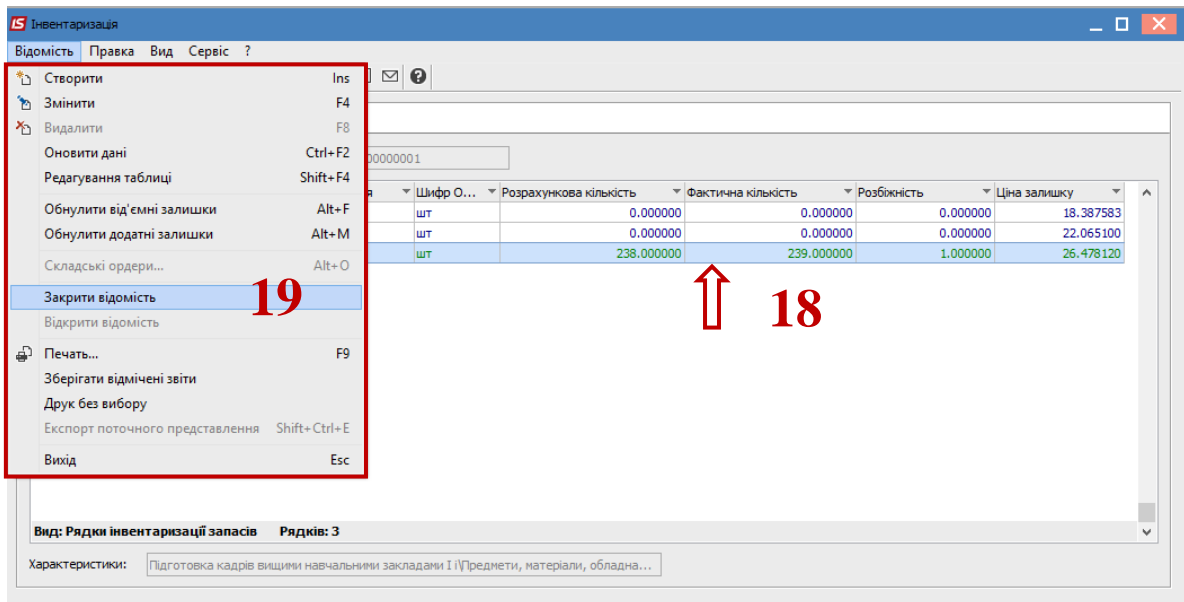 IS Інвентаризація
Відомість Правка Вид Сервіс ?
Створити Ins
Змінити F4
Видалити F8
Оновити дані Ctrl+F2
Редагування таблиці Shift+F4
Обнулити від'ємні залишки Alt+F
Обнулити додатні залишки Alt+M
Складські ордери... Alt+O
Закрити відомість
Відкрити відомість
Печать... F9
Зберігати відмічені звіти
Друк без вибору
Експорт поточного представлення Shift+Ctrl+E
Вихід Esc
19
00000001
Шифр О... Розрахункова кількість Фактична кількість Розбіжність Ціна залишку
шт 0.000000 0.000000 0.000000 18.387583
шт 0.000000 0.000000 0.000000 22.065100
шт 238.000000 239.000000 1.000000 26.478120
18
Вид: Рядки інвентаризації запасів Рядків: 3
Характеристики: Підготовка кадрів вищими навчальними закладами І і\Предмети, матеріали, обладна...